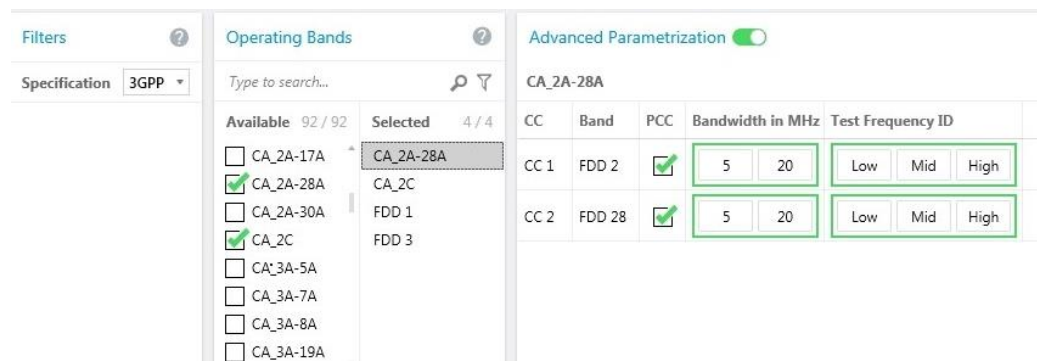 Filters
Specification 3GPP
Operating Bands
Type to search...
Available 92 / 92
CA_2A-17A
CA_2A-28A
CA_2A-30A
CA_2C
CA_3A-5A
CA_3A-7A
CA_3A-8A
CA_3A-19A
Selected 4 / 4
CA_2A-28A
CA_2C
FDD 1
FDD 3
Advanced Parametrization
CA_2A-28A
CC Band PCC Bandwidth in MHz Test Frequency ID
CC 1 FDD 2 5 20 Low Mid High
CC 2 FDD 28 5 20 Low Mid High